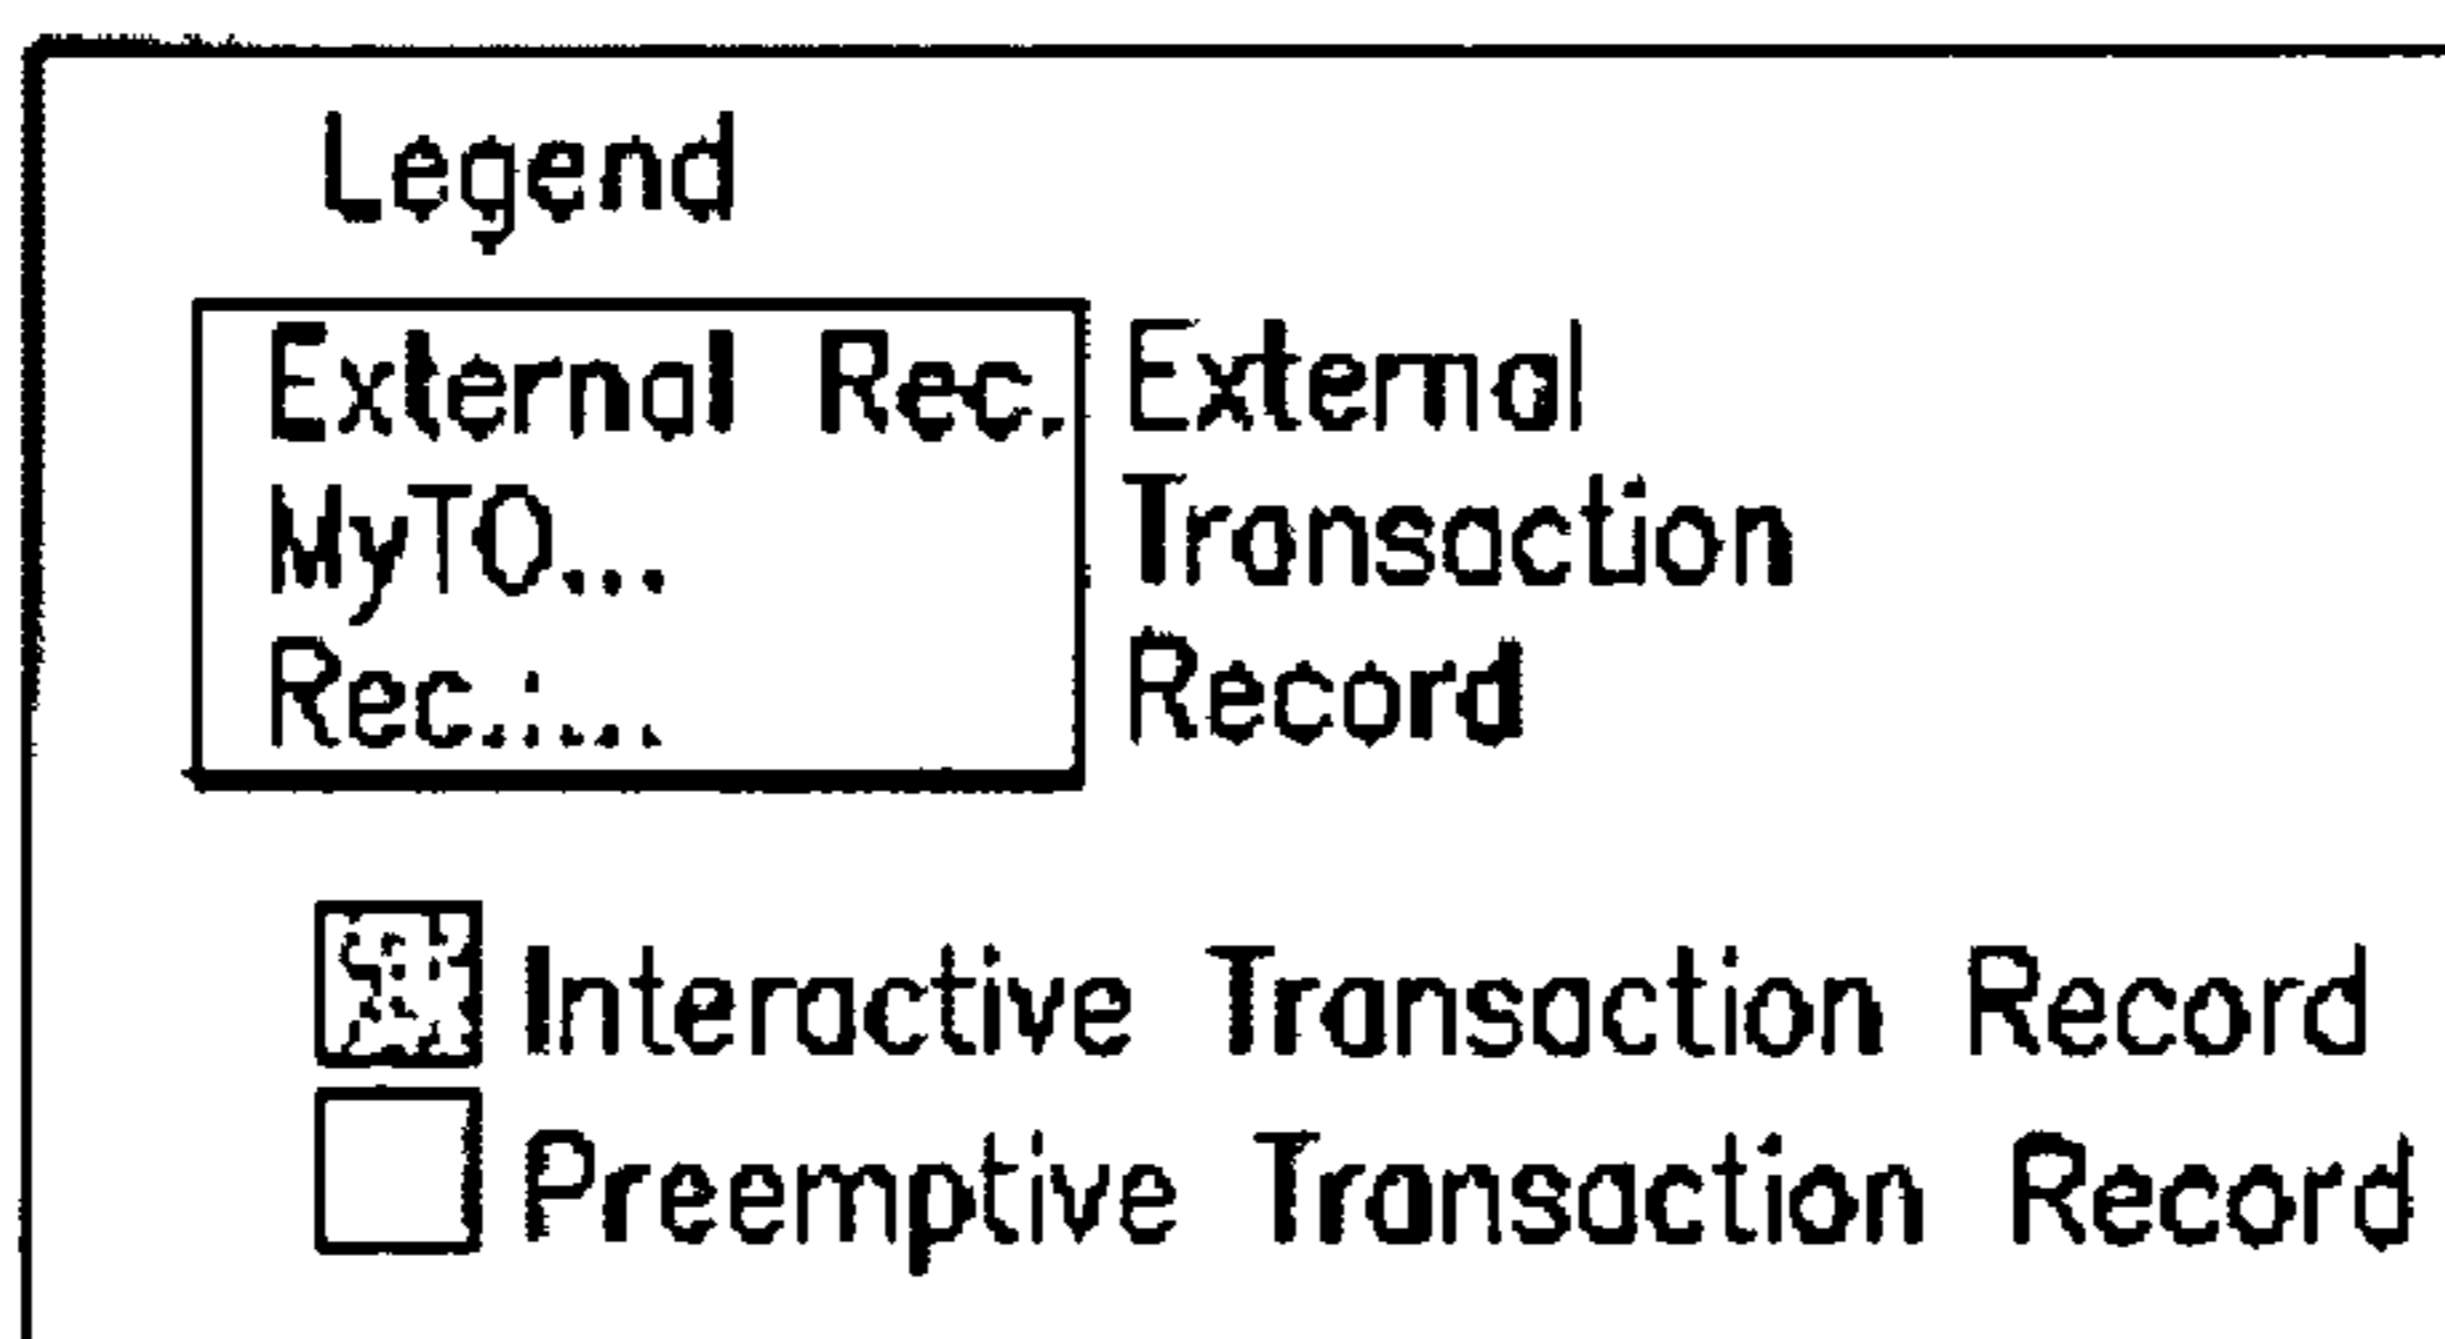 Legend
External Rec. External
MyTO... Transaction
Rec.:... Record
Interactive Transaction Record
Preemptive Transaction Record